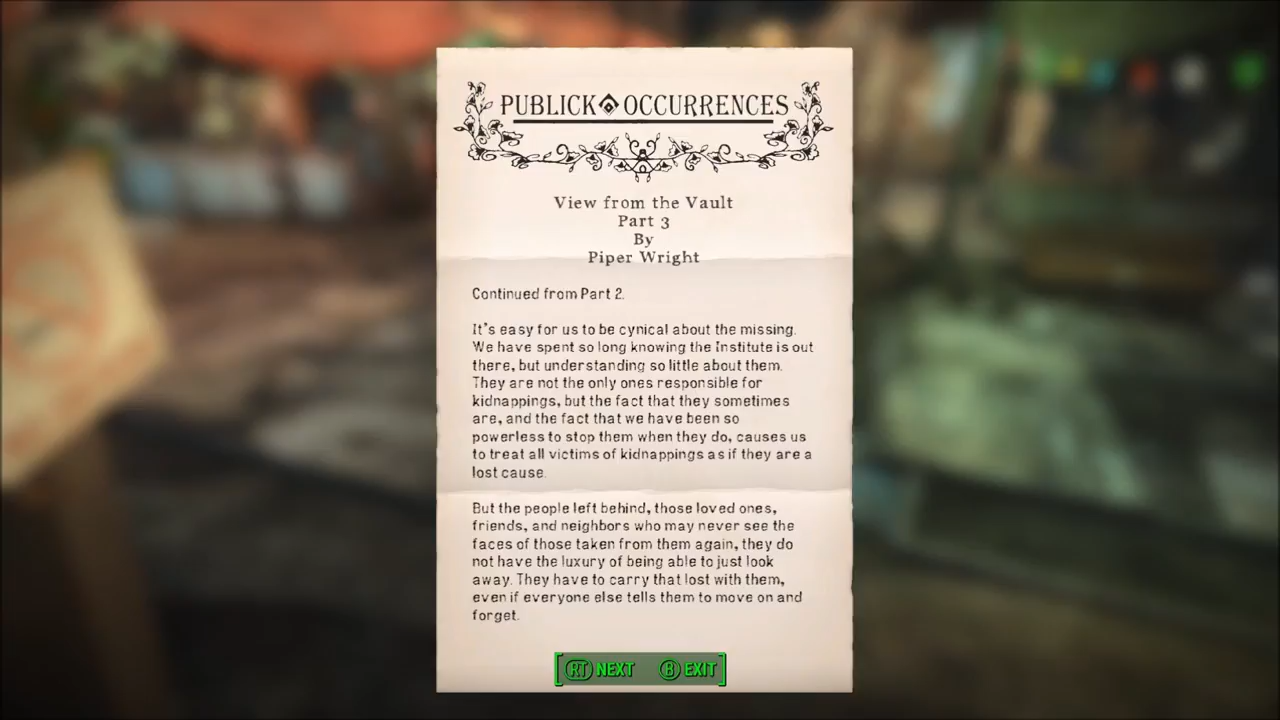 PUBLICK OCCURRENCES
View from the Vault
Part 3
By
Piper Wright
Continued from Part 2.
It's easy for us to be cynical about the missing.
We have spent so long knowing the Institute is out
there, but understanding so little about them.
They are not the only ones responsible for
kidnappings, but the fact that they sometimes
are, and the fact that we have been so
powerless to stop them when they do, causes us
to treat all victims of kidnappings as if they are a
lost cause.
But the people left behind, those loved ones,
friends, and neighbors who may never see the
faces of those taken from them again, they do
not have the luxury of being able to just look
away. They have to carry that lost with them,
even if everyone else tells them to move on and
forget.
RT NEXT B EXIT